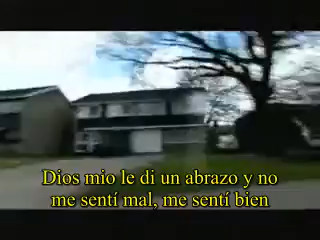 Dios mio le di un abrazo y no
me sentí mal, me sentí bien